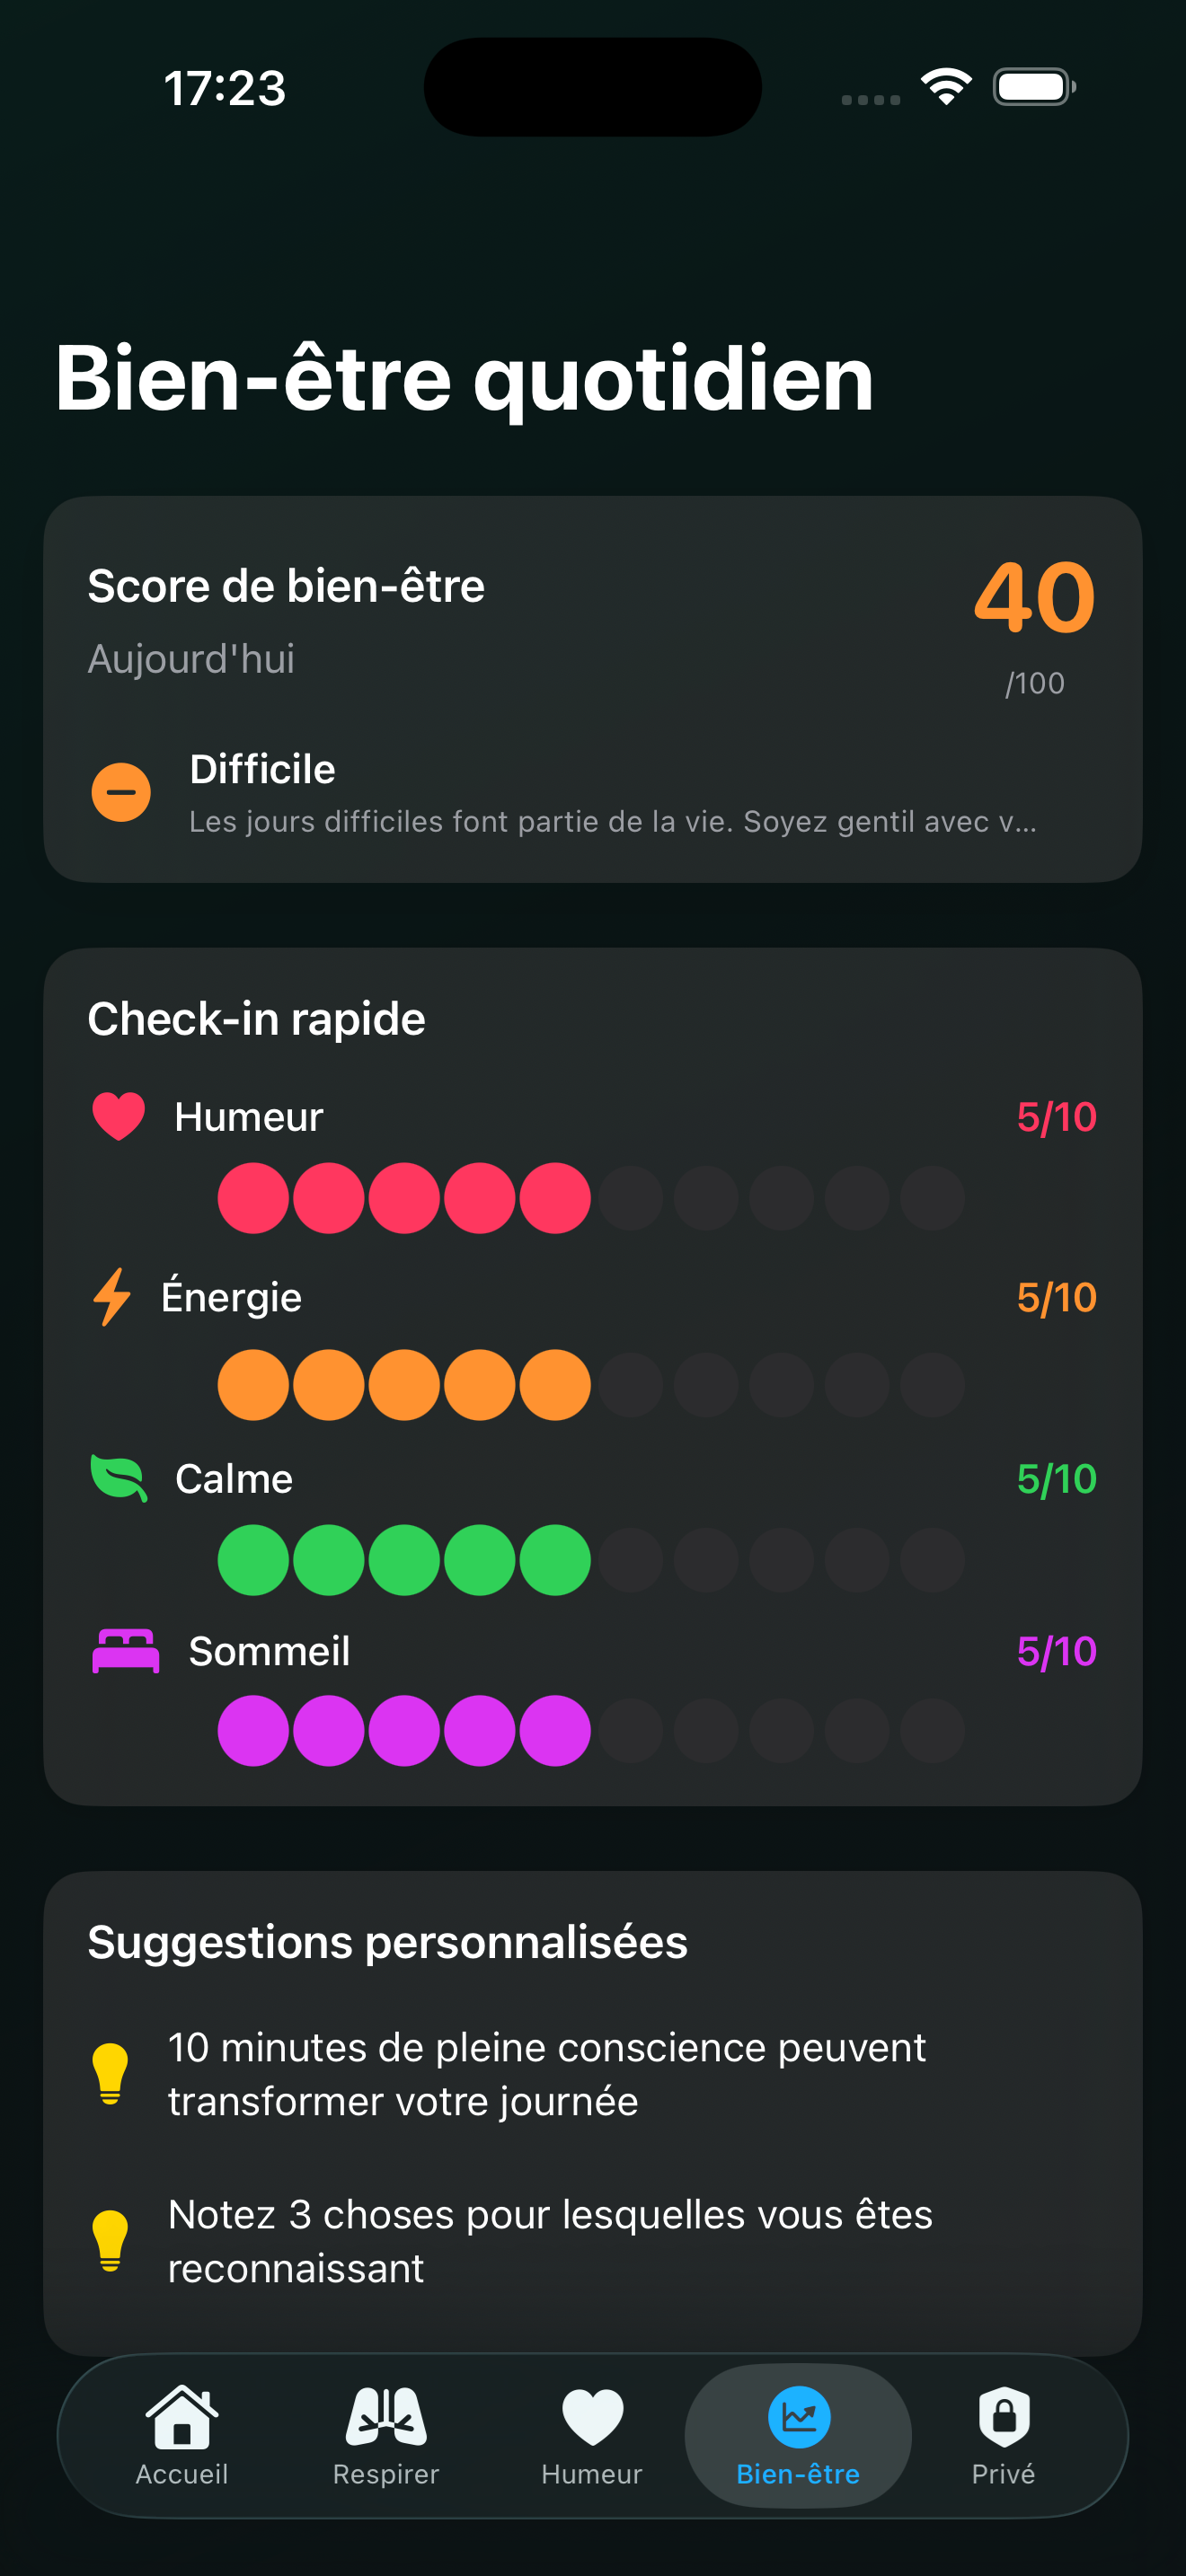 17:23
Bien-être quotidien
Score de bien-être
40
Aujourd'hui
/100
Difficile
Les jours difficiles font partie de la vie. Soyez gentil avec v...
Check-in rapide
Humeur
5/10
Énergie
5/10
Calme
5/10
Sommeil
5/10
Suggestions personnalisées
10 minutes de pleine conscience peuvent
transformer votre journée
Notez 3 choses pour lesquelles vous êtes
reconnaissant
Accueil
Respirer
Humeur
Bien-être
Privé